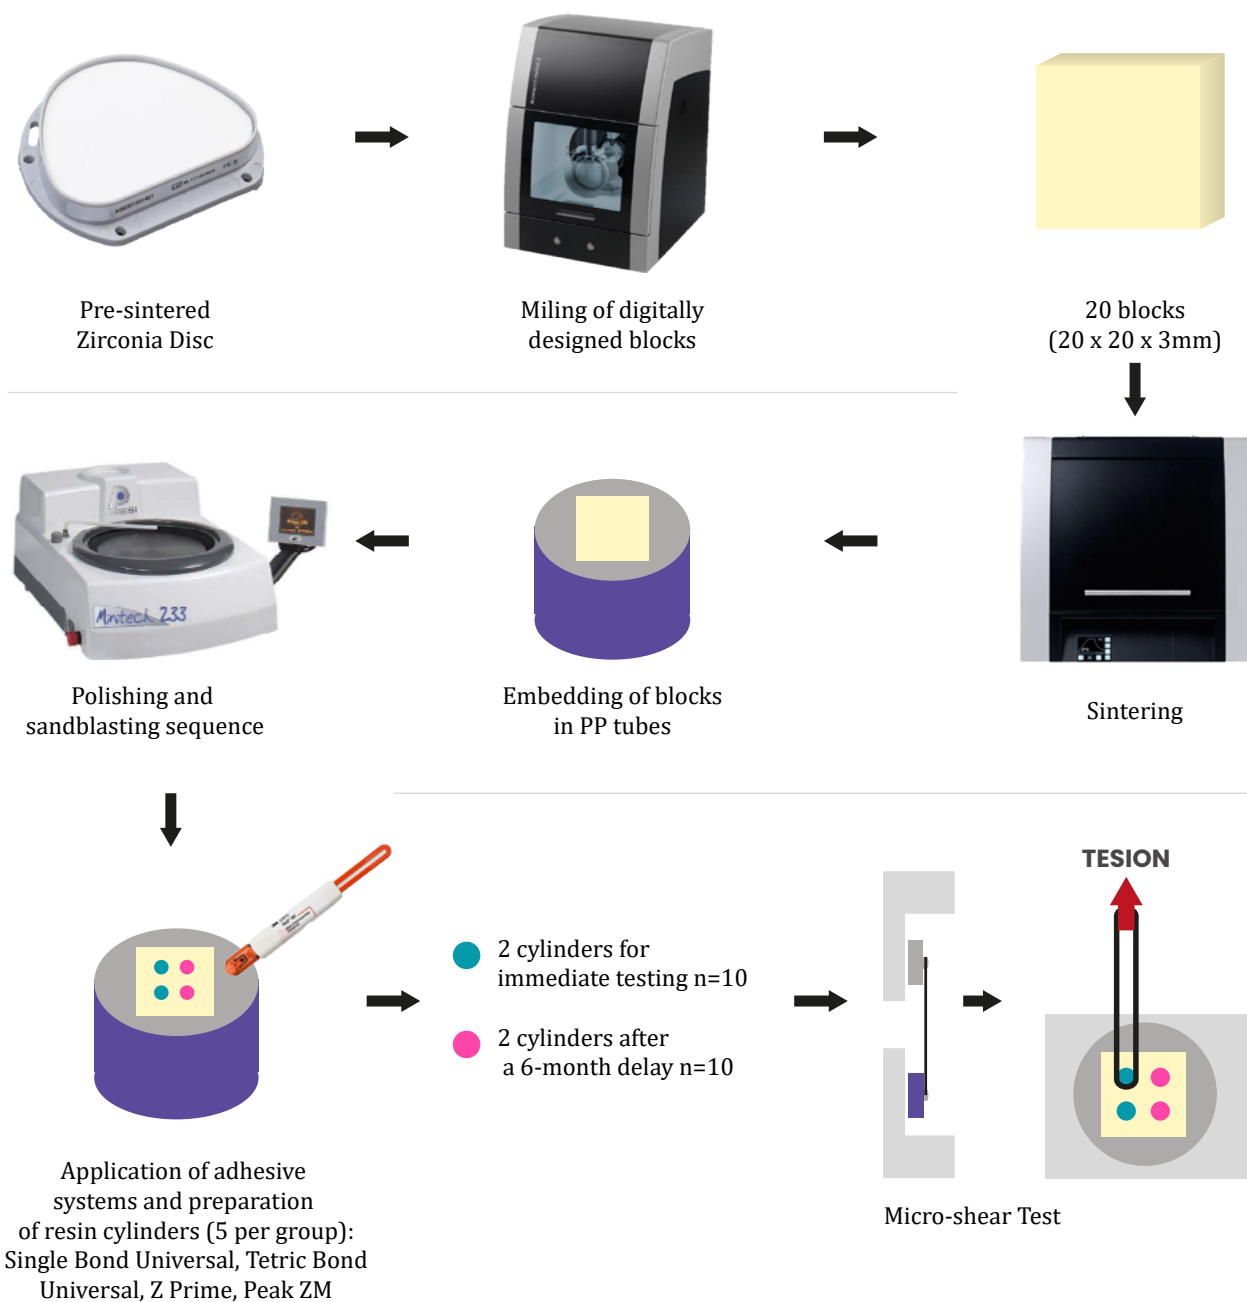 Pre-sintered
Zirconia Disc
Miling of digitally
designed blocks
20 blocks
(20 x 20 x 3mm)
Minitech 233
Polishing and
sandblasting sequence
Embedding of blocks
in PP tubes
Sintering
2 cylinders for
immediate testing n=10
2 cylinders after
a 6-month delay n=10
TESION
Application of adhesive
systems and preparation
of resin cylinders (5 per group):
Single Bond Universal, Tetric Bond
Universal, Z Prime, Peak ZM
Micro-shear Test